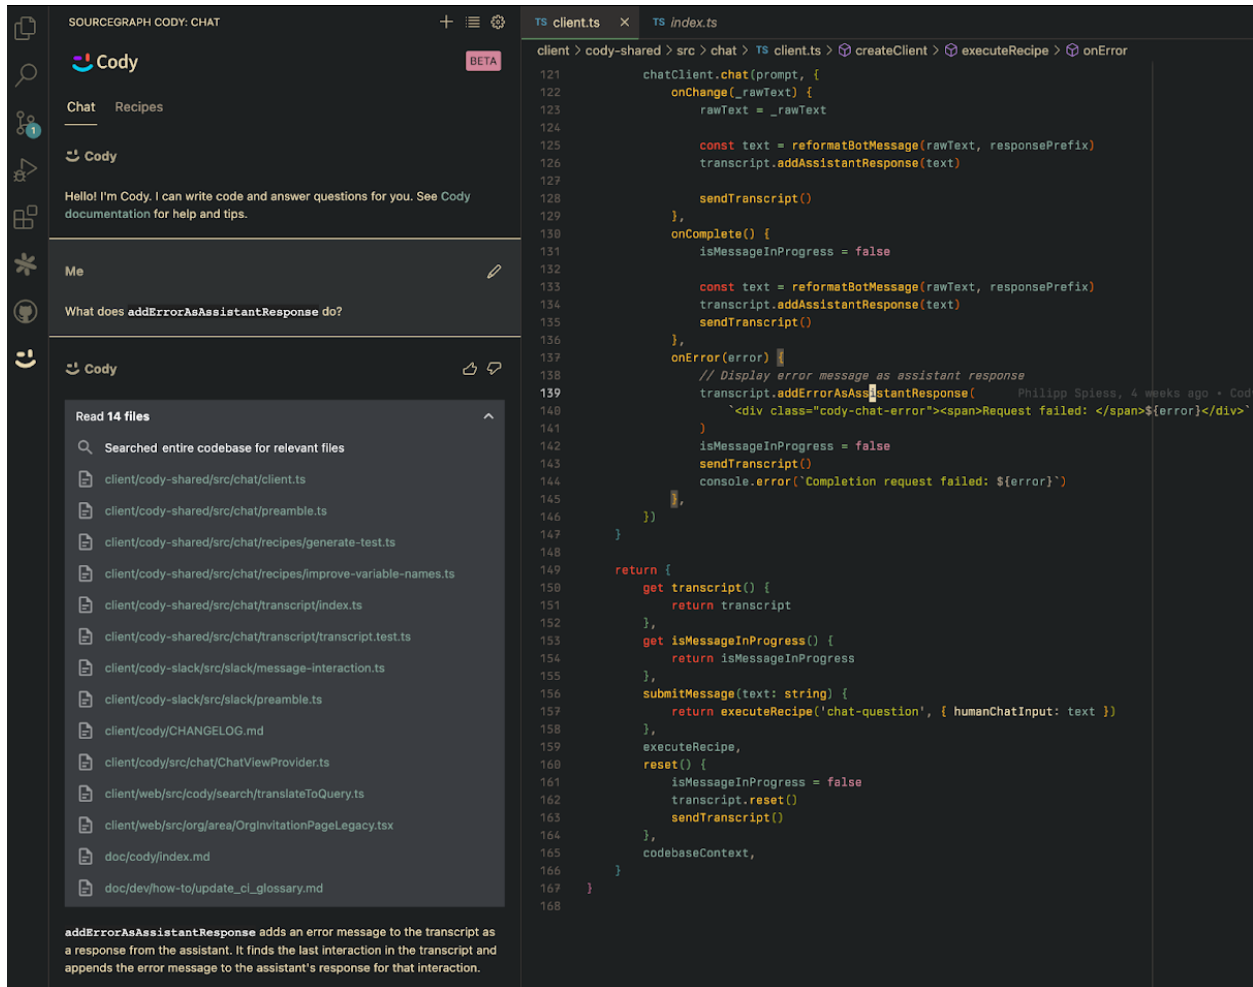 SOURCEGRAPH CODY: CHAT
Cody
BETA
Chat Recipes
Cody
Hello! I'm Cody. I can write code and answer questions for you. See Cody
documentation for help and tips.
Me
What does addErrorAsAssistantResponse do?
Cody
Read 14 files
Searched entire codebase for relevant files
client/cody-shared/src/chat/client.ts
client/cody-shared/src/chat/preamble.ts
client/cody-shared/src/chat/recipes/generate-test.ts
client/cody-shared/src/chat/recipes/improve-variable-names.ts
client/cody-shared/src/chat/transcript/index.ts
client/cody-shared/src/chat/transcript/transcript.test.ts
client/cody-slack/src/slack/message-interaction.ts
client/cody-slack/src/slack/preamble.ts
client/cody/CHANGELOG.md
client/cody/src/chat/ChatViewProvider.ts
client/web/src/cody/search/translateToQuery.ts
client/web/src/org/area/OrgInvitationPageLegacy.tsx
doc/cody/index.md
doc/dev/how-to/update_ci_glossary.md
addErrorAsAssistantResponse adds an error message to the transcript as
a response from the assistant. It finds the last interaction in the transcript and
appends the error message to the assistant's response for that interaction.
1
TS client.ts × TS index.ts
client > cody-shared > src > chat > TS client.ts > createClient > executeRecipe > onError
121 chatClient.chat(prompt, {
122 onChange(_rawText) {
123 rawText = _rawText
124
125 const text = reformatBotMessage(rawText, responsePrefix)
126 transcript.addAssistantResponse(text)
127
128 sendTranscript()
129 },
130 onComplete() {
131 isMessageInProgress = false
132
133 const text = reformatBotMessage(rawText, responsePrefix)
134 transcript.addAssistantResponse(text)
135 sendTranscript()
136 },
137 onError(error) {
138 // Display error message as assistant response
139 transcript.addErrorAsAssistantResponse( Philipp Spiess, 4 weeks ago • Cod
140 `<div class="cody-chat-error"><span>Request failed: </span>${error}</div>`
141 )
142 isMessageInProgress = false
143 sendTranscript()
144 console.error(`Completion request failed: ${error}`)
145 },
146 })
147 }
148
149 return {
150 get transcript() {
151 return transcript
152 },
153 get isMessageInProgress() {
154 return isMessageInProgress
155 },
156 submitMessage(text: string) {
157 return executeRecipe('chat-question', { humanChatInput: text })
158 },
159 executeRecipe,
160 reset() {
161 isMessageInProgress = false
162 transcript.reset()
163 sendTranscript()
164 },
165 codebaseContext,
166 }
167 }
168